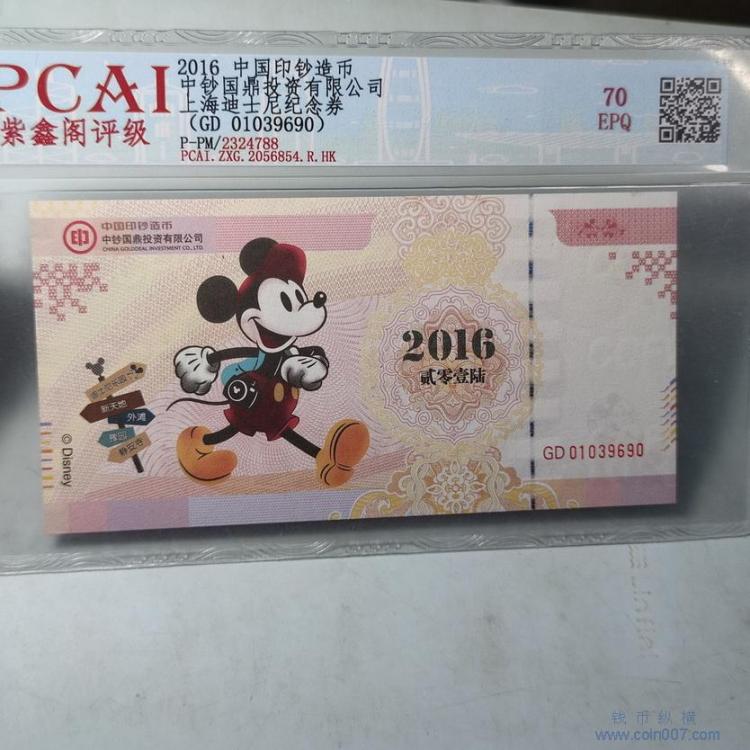 PCAI
紫鑫阁评级
2016 中国印钞造币
中钞国鼎投资有限公司
上海迪士尼纪念券
(GD 01039690)
P-PM/2324788
PCAI.ZXG.2056854.R.HK
70
EPQ
印
中国印钞造币
中钞国鼎投资有限公司
CHINA GOLDDEAL INVESTMENT CO., LTD.
2016
贰零壹陆
新天地
外滩
豫园
静安寺
© Disney
GD 01039690
钱币纵横
www.coin007.com